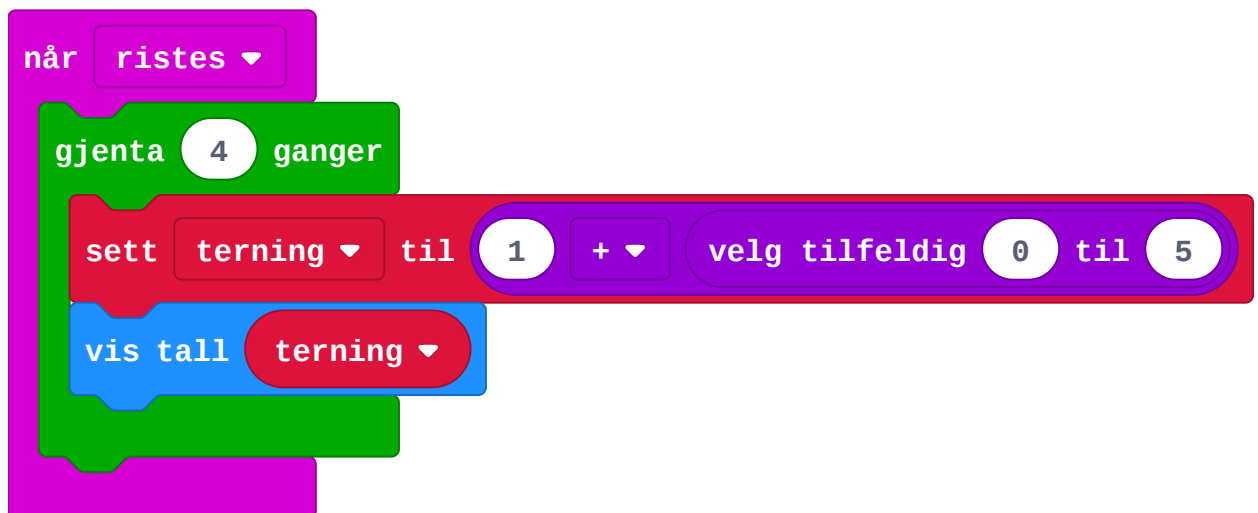 når ristes
gjenta 4 ganger
sett terning til 1 + velg tilfeldig 0 til 5
vis tall terning